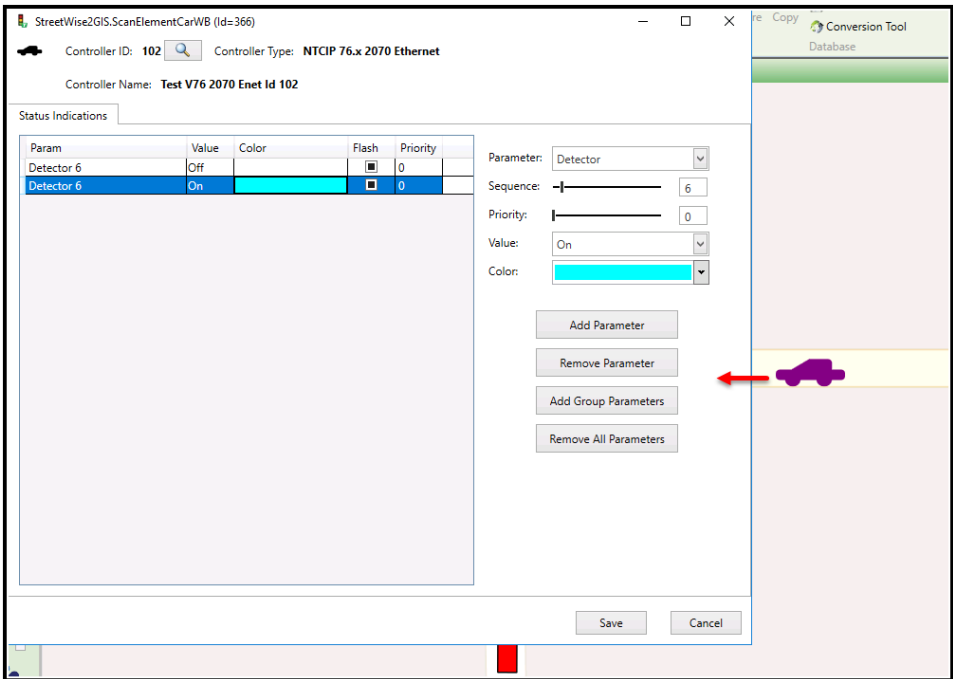 StreetWise2GIS.ScanElementCarWB (Id=366)
re Copy
Conversion Tool
Database
Controller ID: 102 Controller Type: NTCIP 76.x 2070 Ethernet
Controller Name: Test V76 2070 Enet Id 102
Status Indications
Param Value Color Flash Priority
Detector 6 Off 0
Detector 6 On 0
Parameter: Detector
Sequence: 6
Priority: 0
Value: On
Color:
Add Parameter
Remove Parameter
Add Group Parameters
Remove All Parameters
Save Cancel